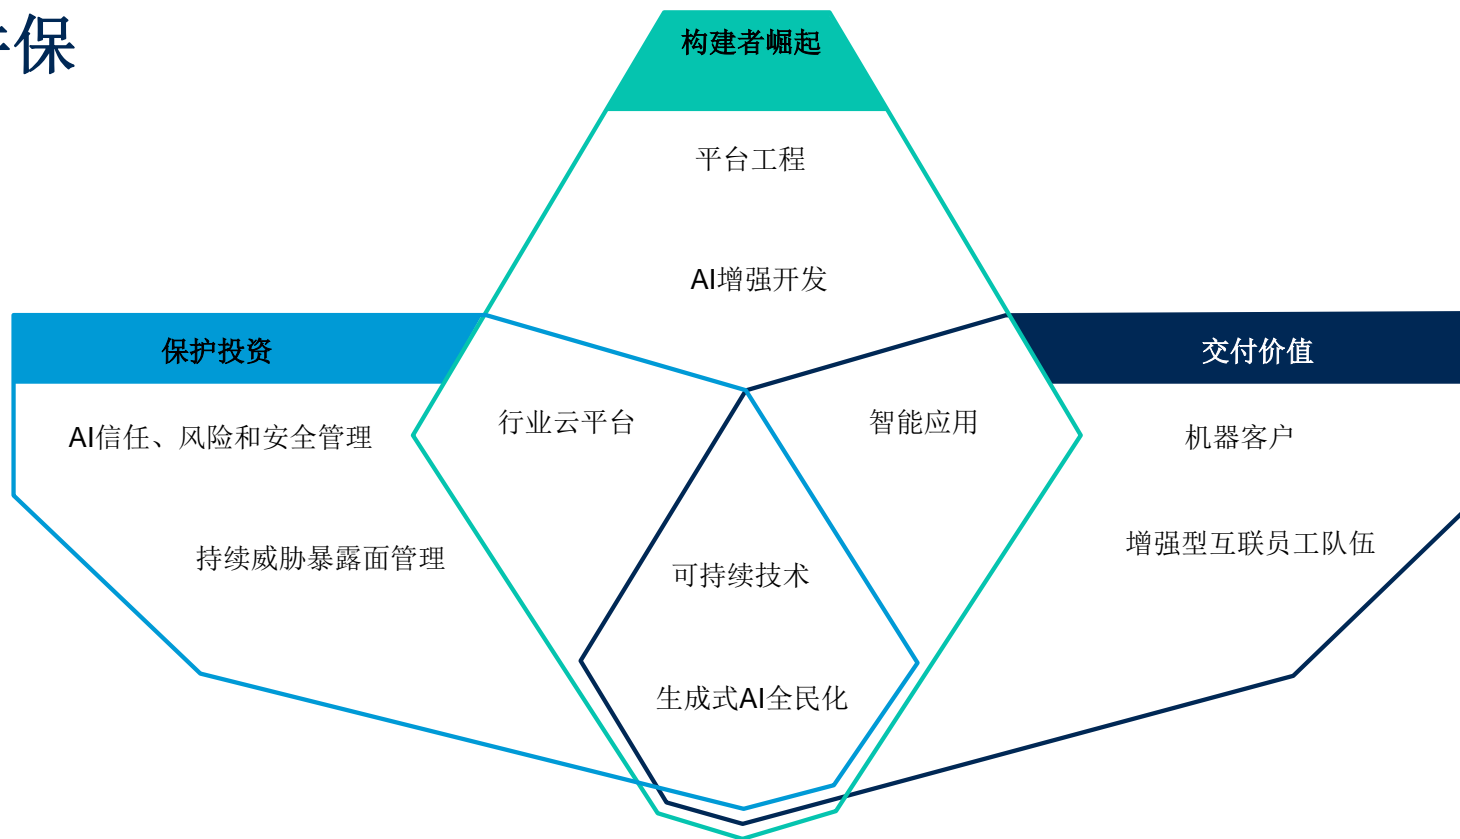 保
构建者崛起
平台工程
AI增强开发
保护投资
交付价值
行业云平台
智能应用
AI信任、风险和安全管理
机器客户
持续威胁暴露面管理
增强型互联员工队伍
可持续技术
生成式AI全民化